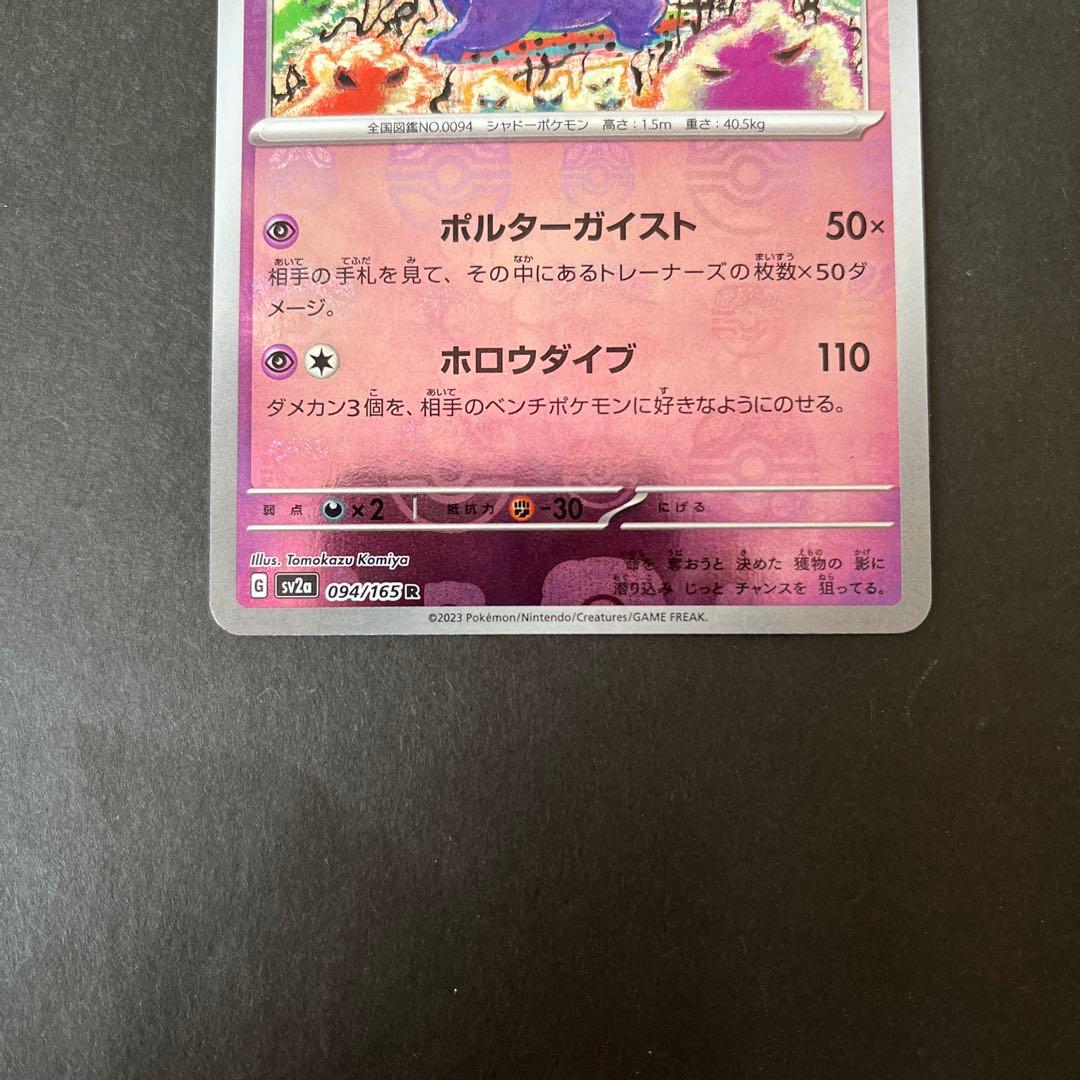 全国図鑑NO.0094 シャドーポケモン 高さ：1.5m 重さ：40.5kg
ポルターガイスト 50×
相手の手札を見て、その中にあるトレーナーズの枚数×50ダ
メージ。
ホロウダイブ 110
ダメカン3個を、相手のベンチポケモンに好きなようにのせる。
弱点 ×2 抵抗力 -30 にげる
Illus. Tomokazu Komiya
G sv2a 094/165 R
命を 奪おうと 決めた 獲物の 影に
潜り込み じっと チャンスを 狙ってる。
©2023 Pokémon/Nintendo/Creatures/GAME FREAK.